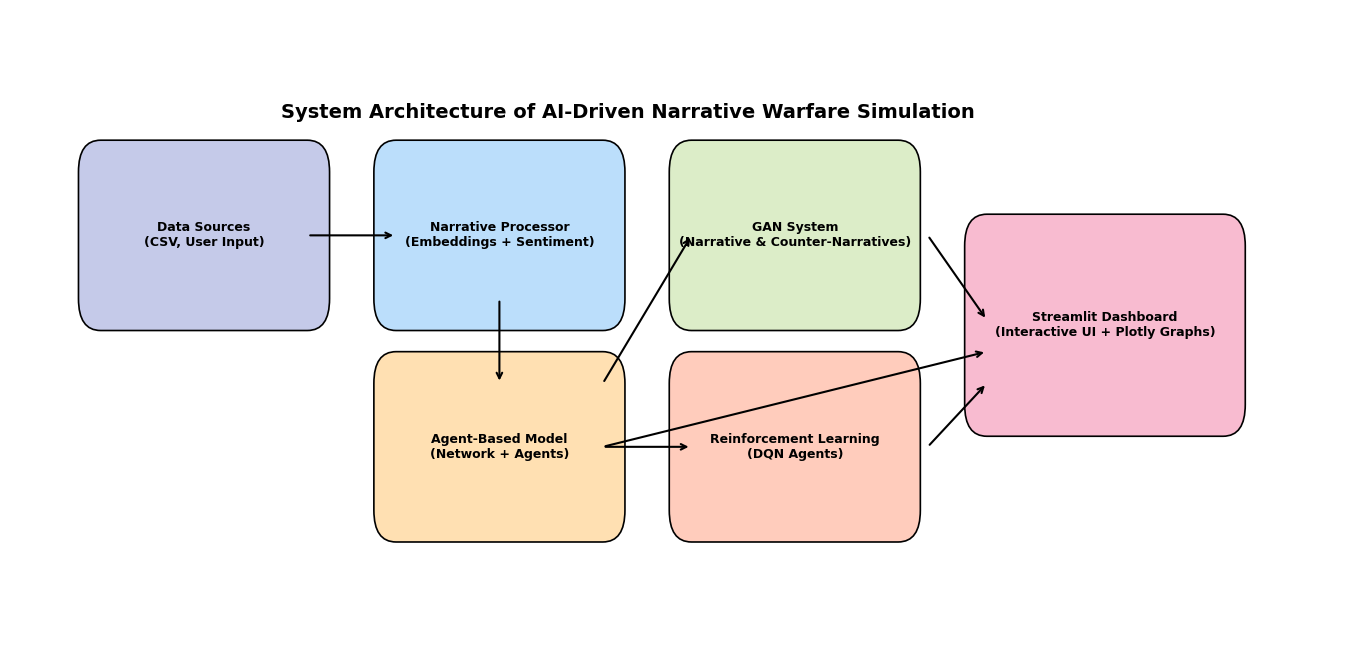 System Architecture of AI-Driven Narrative Warfare Simulation
Data Sources
(CSV, User Input)
Narrative Processor
(Embeddings + Sentiment)
GAN System
(Narrative & Counter-Narratives)
Streamlit Dashboard
(Interactive UI + Plotly Graphs)
Agent-Based Model
(Network + Agents)
Reinforcement Learning
(DQN Agents)